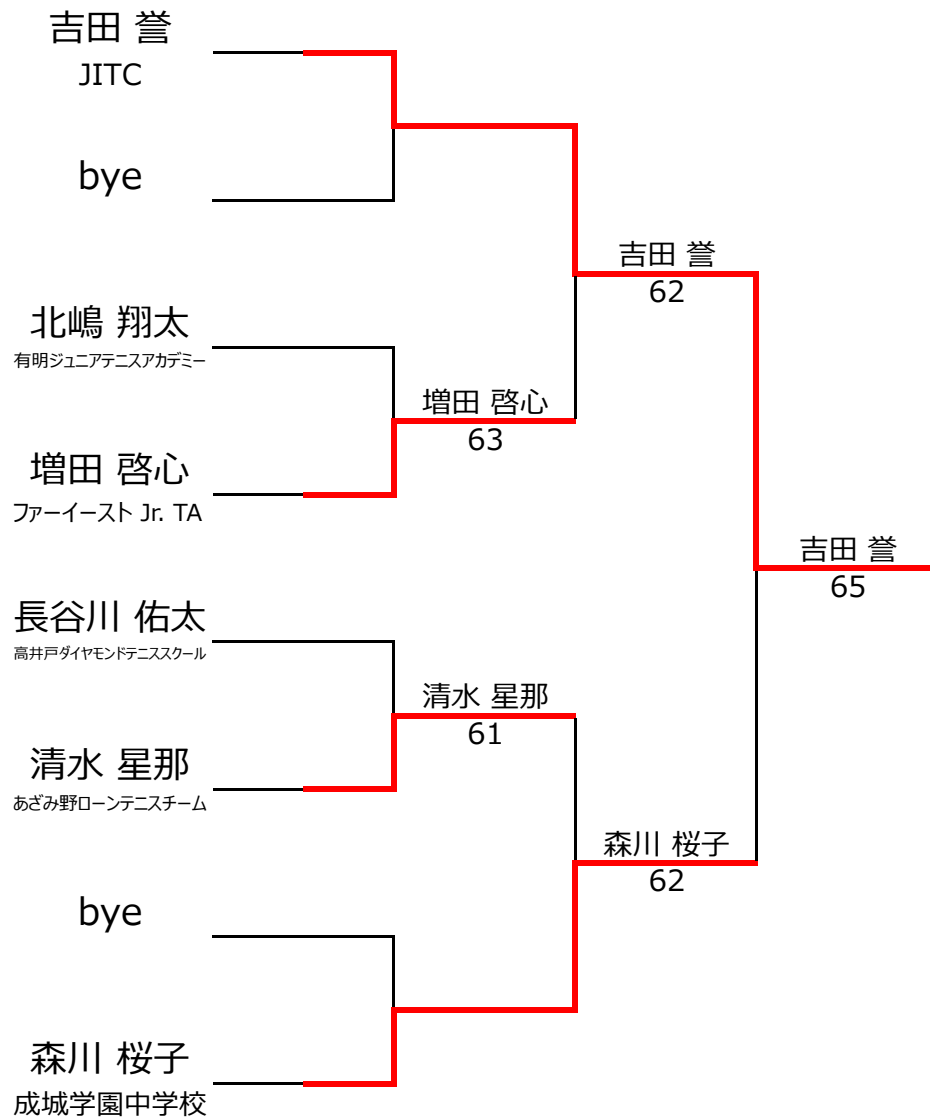 吉田 誉
JITC
bye
北嶋 翔太
有明ジュニアテニスアカデミー
増田 啓心
ファーイースト Jr. TA
長谷川 佑太
高井戸ダイヤモンドテニススクール
清水 星那
あざみ野ローンテニスチーム
bye
森川 桜子
成城学園中学校
増田 啓心
63
清水 星那
61
吉田 誉
62
森川 桜子
62
吉田 誉
65